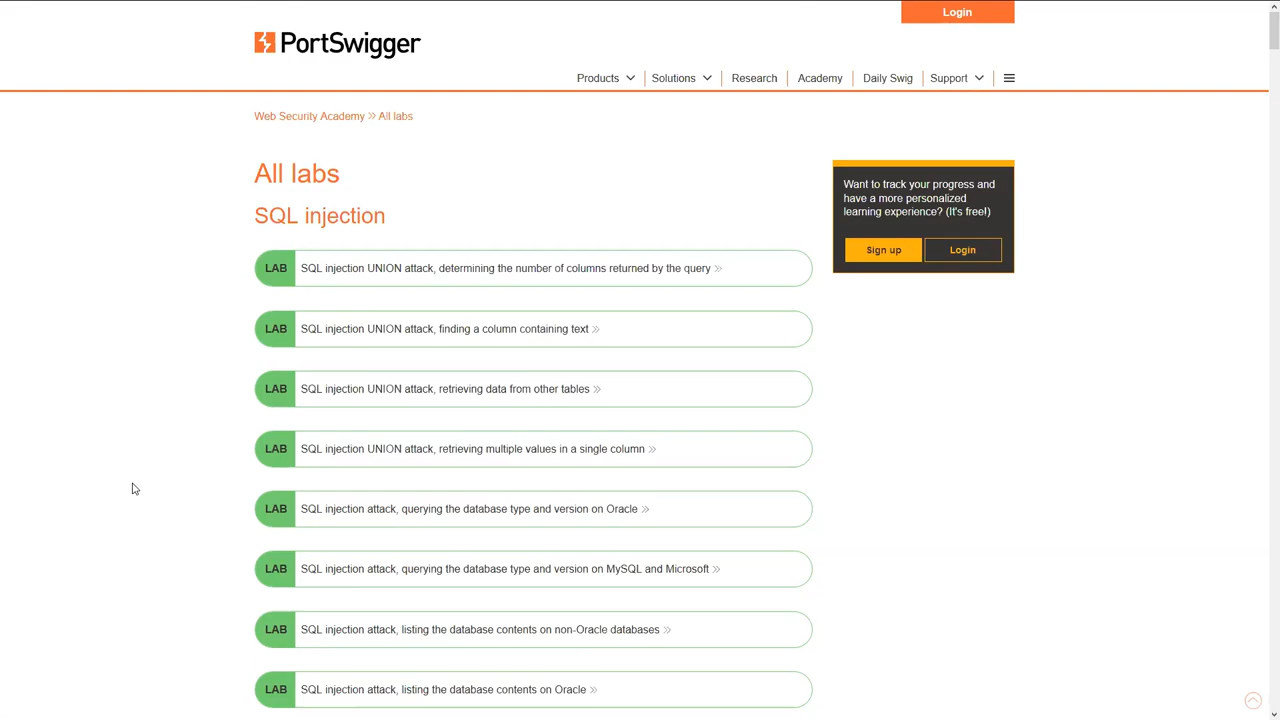 Login
PortSwigger
Products
Solutions
Research
Academy
Daily Swig
Support
Web Security Academy » All labs
All labs
SQL injection
LAB SQL injection UNION attack, determining the number of columns returned by the query »
LAB SQL injection UNION attack, finding a column containing text »
LAB SQL injection UNION attack, retrieving data from other tables »
LAB SQL injection UNION attack, retrieving multiple values in a single column »
LAB SQL injection attack, querying the database type and version on Oracle »
LAB SQL injection attack, querying the database type and version on MySQL and Microsoft »
LAB SQL injection attack, listing the database contents on non-Oracle databases »
LAB SQL injection attack, listing the database contents on Oracle »
Want to track your progress and
have a more personalized
learning experience? (It's free!)
Sign up
Login